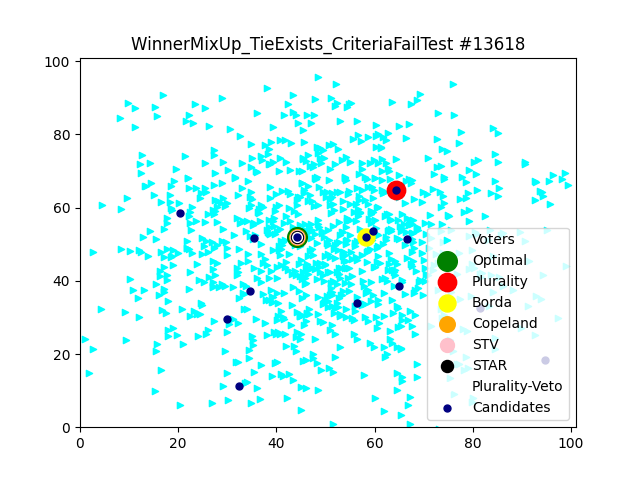 WinnerMixUp_TieExists_CriteriaFailTest #13618
100
80
60
40
20
0
0 20 40 60 80 100
Voters
Optimal
Plurality
Borda
Copeland
STV
STAR
Plurality-Veto
Candidates